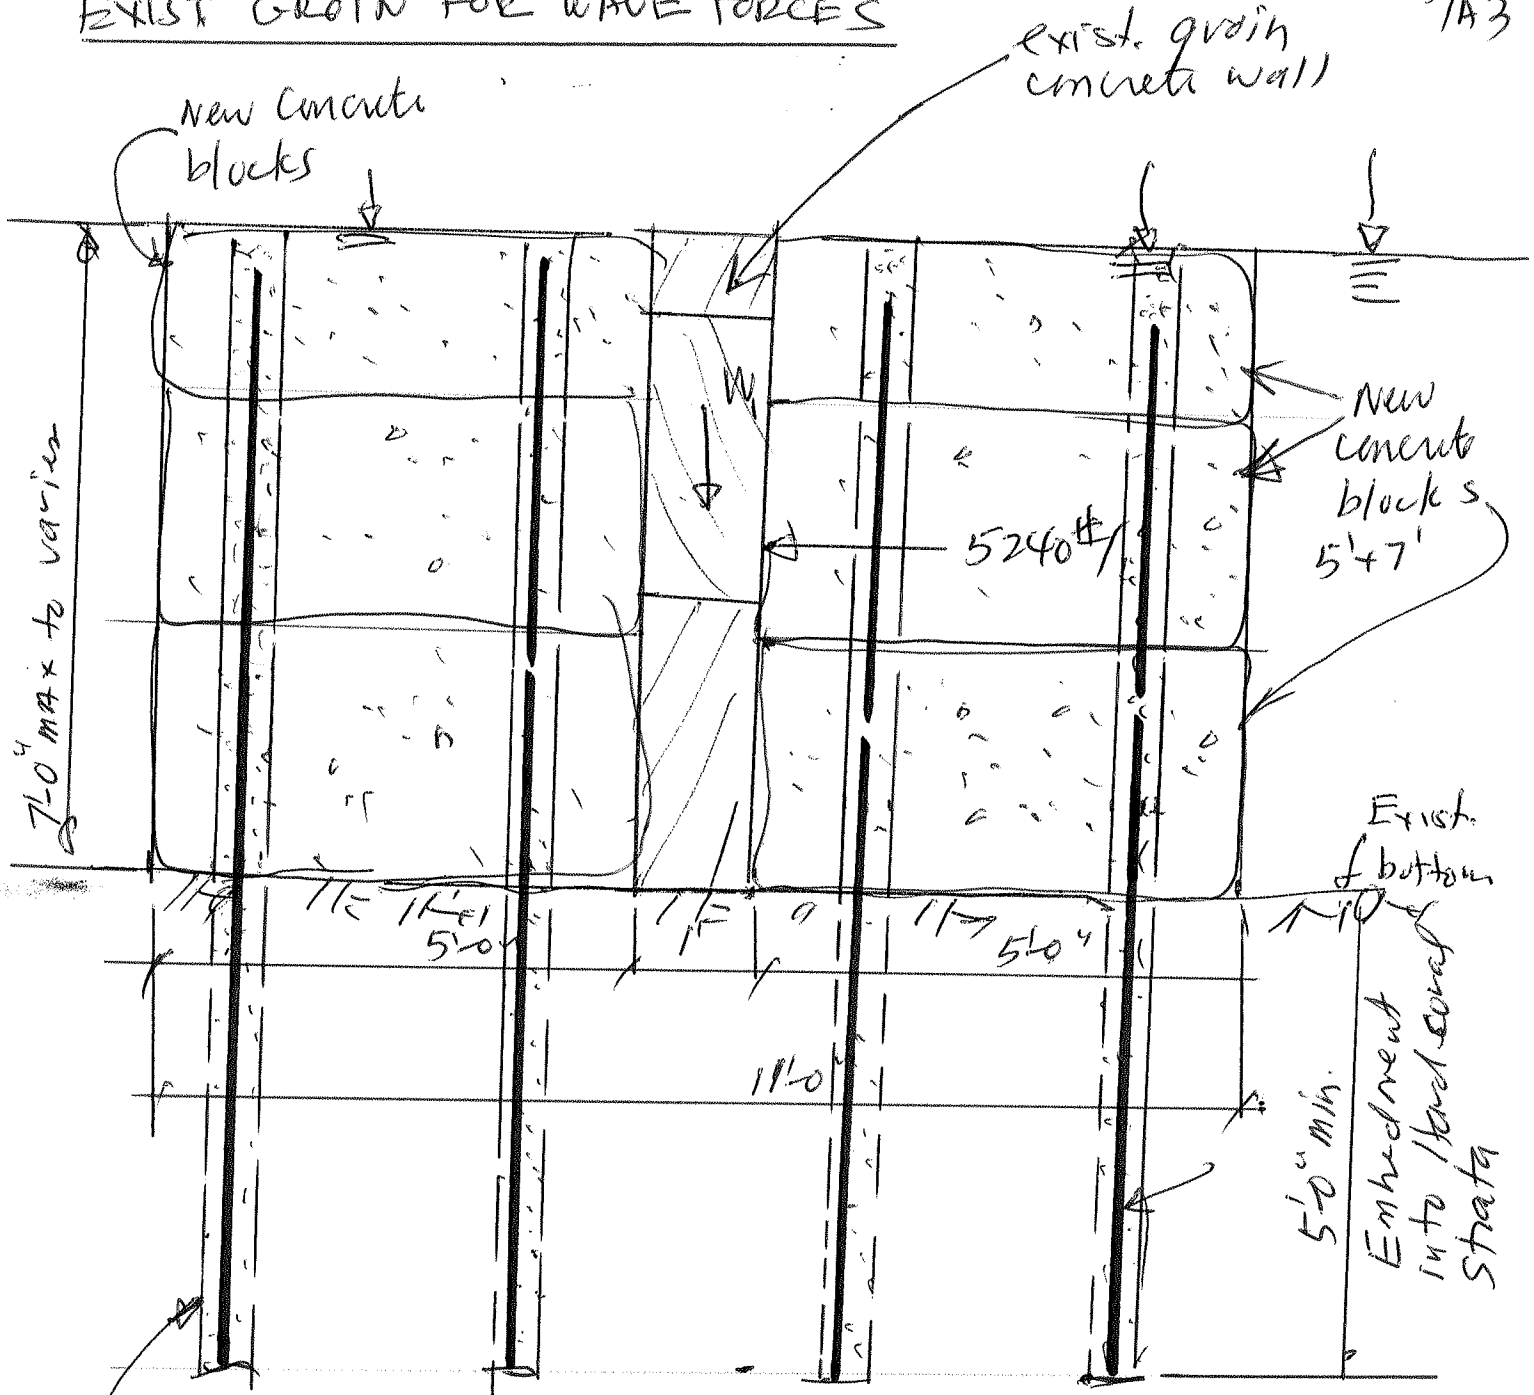 EXIST GROIN FOR WAVE FORCES
/A3
exist. groin
concrete wall
New Concrete
blocks
W
New
concrete
blocks
5'x7'
5240#/
7'-0" max to varies
Exist.
bottom
5'-0"
1'
5'-0"
11'-0
5'-0" min.
Embedment
into Hard coral
Strata